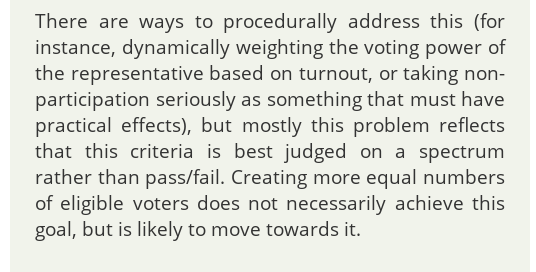 There are ways to procedurally address this (for
instance, dynamically weighting the voting power of
the representative based on turnout, or taking non-
participation seriously as something that must have
practical effects), but mostly this problem reflects
that this criteria is best judged on a spectrum
rather than pass/fail. Creating more equal numbers
of eligible voters does not necessarily achieve this
goal, but is likely to move towards it.